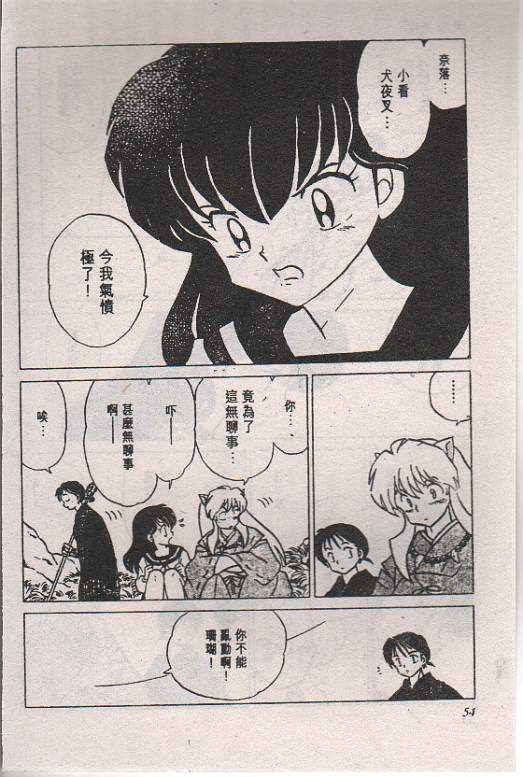 奈落…
小看
犬夜叉…
今我氣憤
極了！
……
你…
竟為了
這無聊事…
吓——
甚麼無聊事
啊——
唉…
你不能
亂動啊！
珊瑚！
54